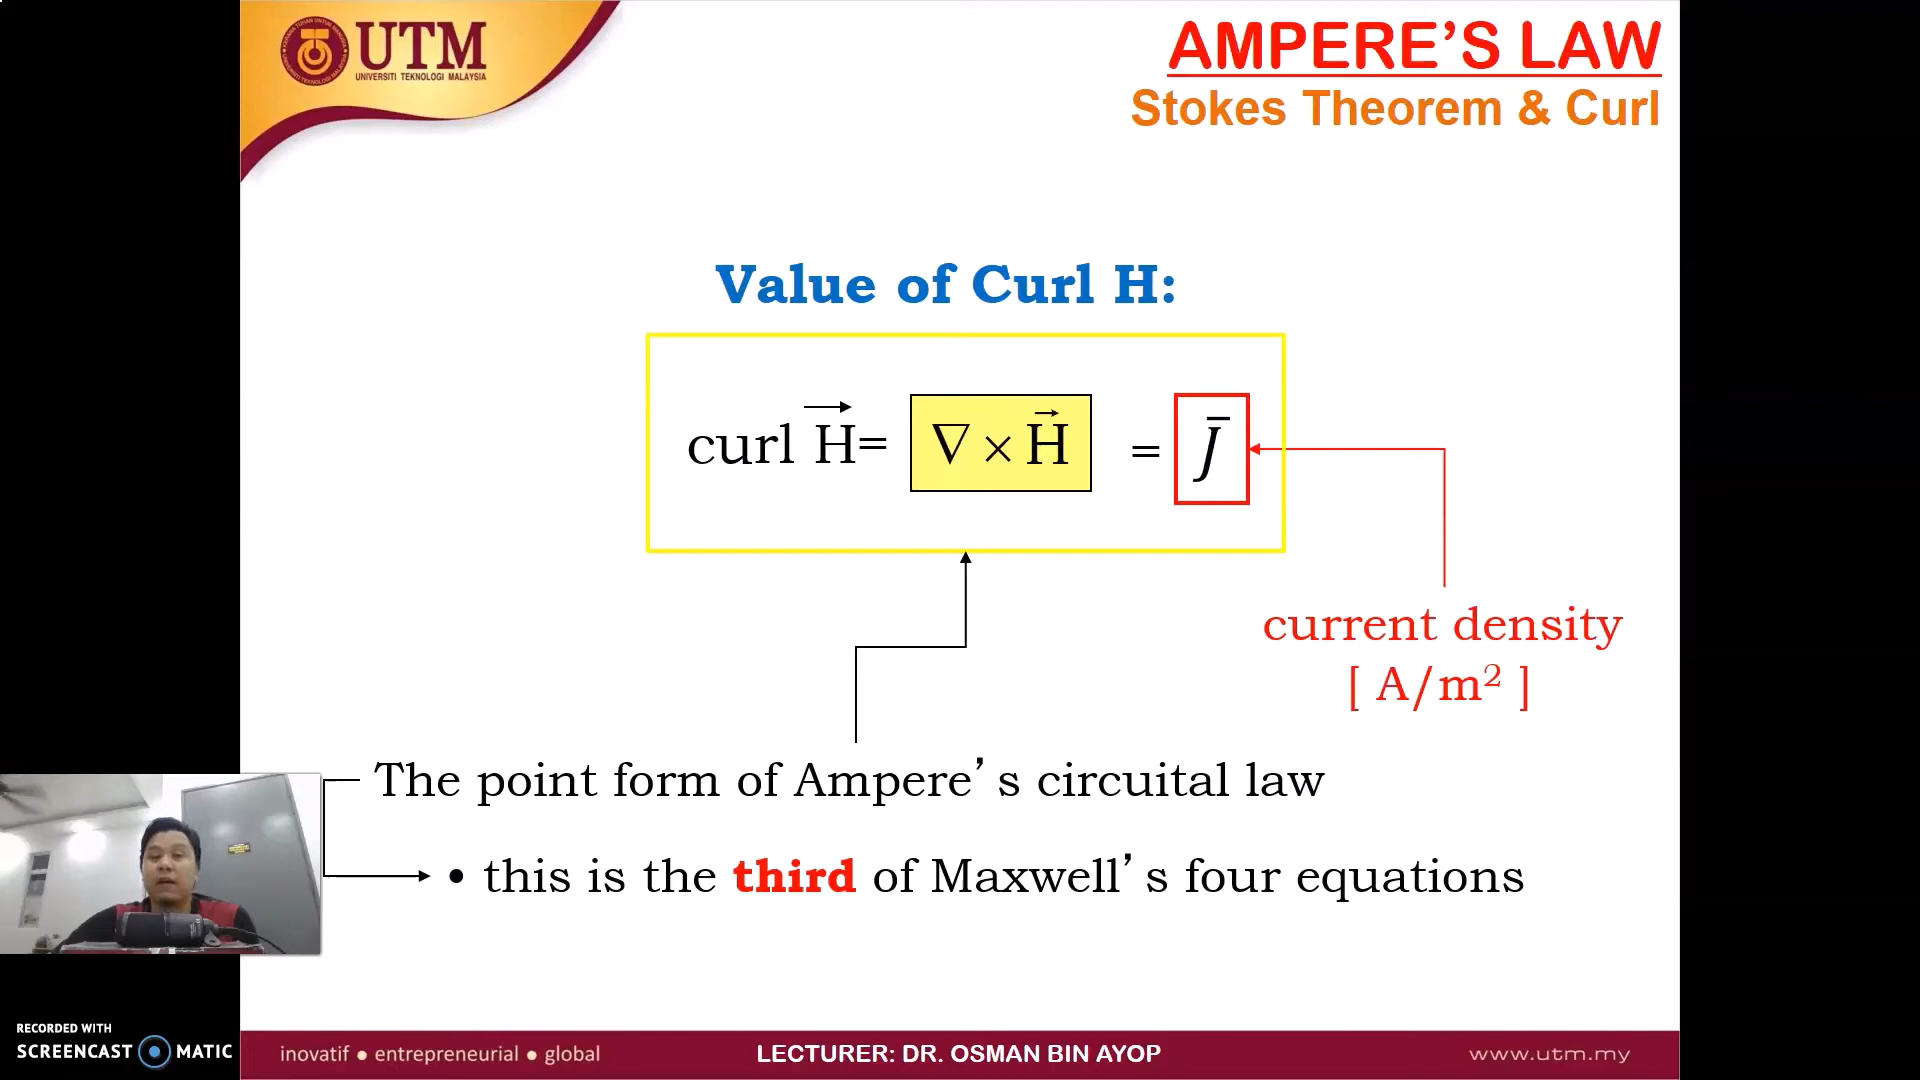 UTM
UNIVERSITI TEKNOLOGI MALAYSIA
AMPERE’S LAW
Stokes Theorem & Curl
Value of Curl H:
curl H⃗= ∇ × H⃗ = J̄
current density
[ A/m² ]
The point form of Ampere’s circuital law
• this is the third of Maxwell’s four equations
RECORDED WITH
SCREENCAST MATIC
inovatif ● entrepreneurial ● global
LECTURER: DR. OSMAN BIN AYOP
www.utm.my